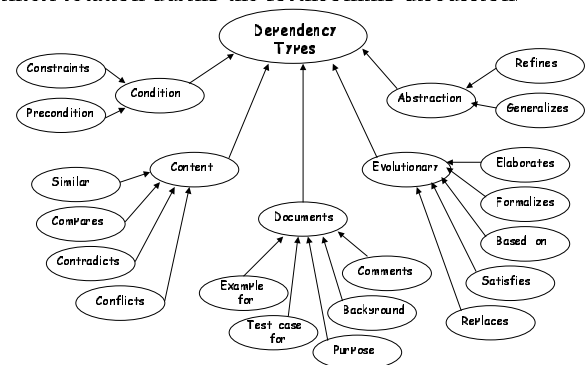 Dependency
Types
Constraints
Precondition
Condition
Refines
Generalizes
Abstraction
Content
Similar
Compares
Contradicts
Conflicts
Evolutionary
Elaborates
Formalizes
Based on
Satisfies
Replaces
Documents
Example
for
Test case
for
Purpose
Background
Comments